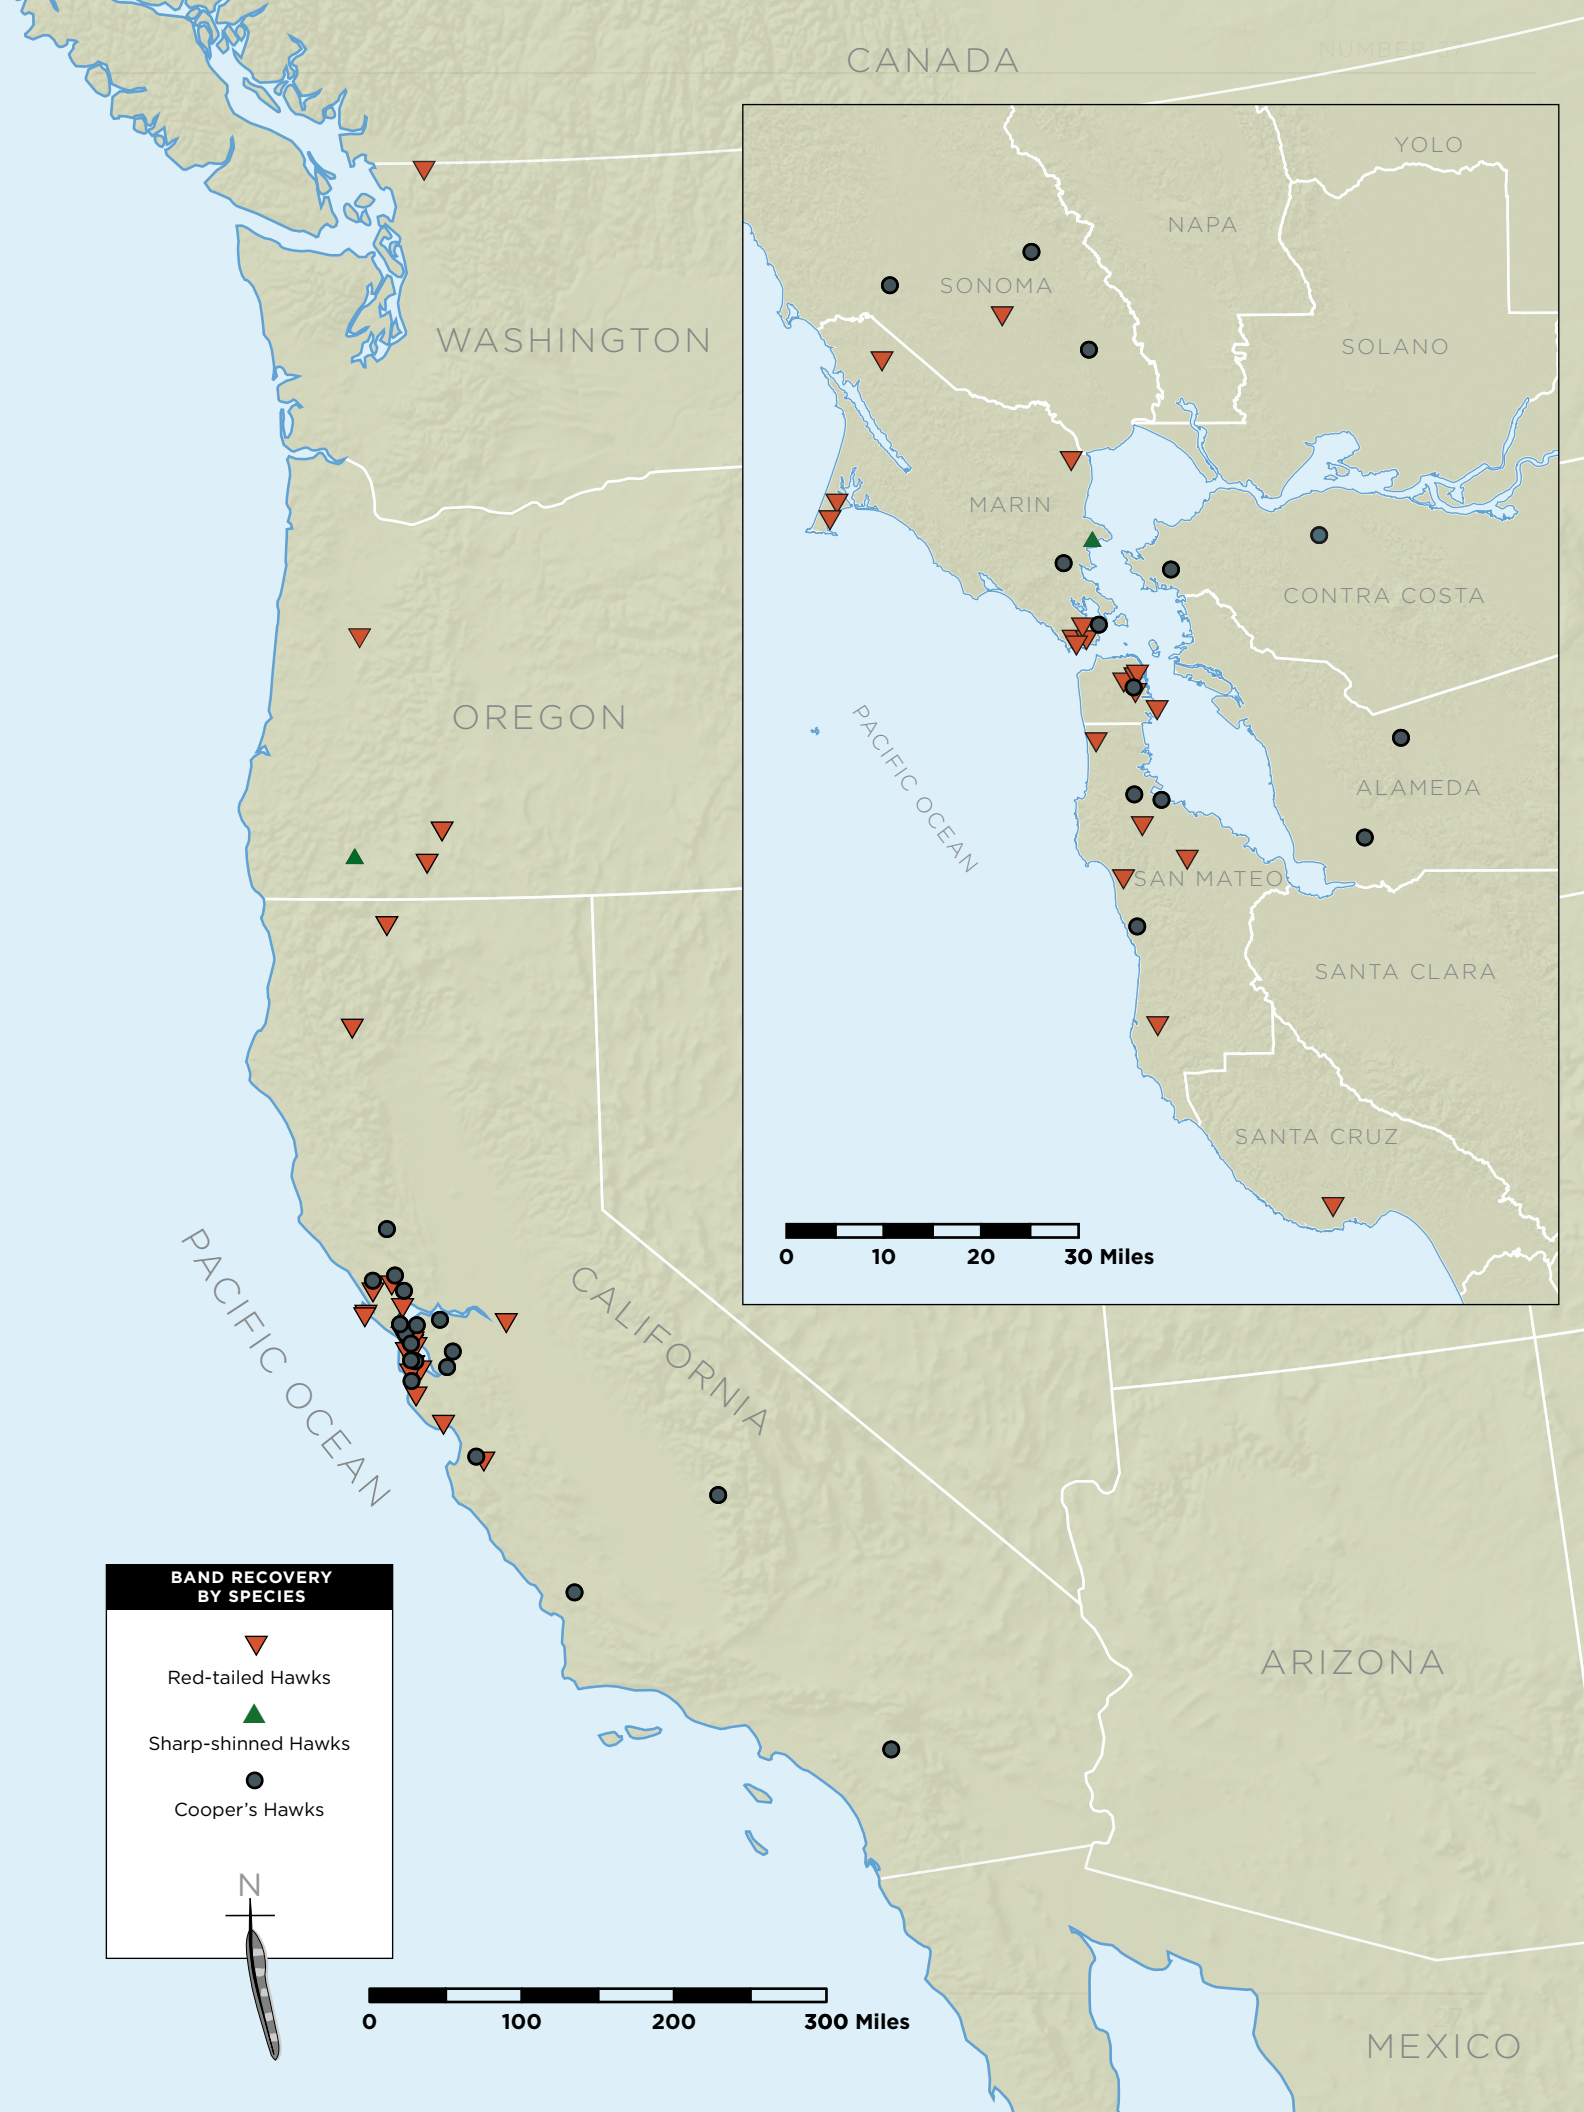 CANADA
NUMBER
WASHINGTON
OREGON
CALIFORNIA
PACIFIC OCEAN
ARIZONA
MEXICO
27
YOLO
NAPA
SONOMA
SOLANO
MARIN
CONTRA COSTA
PACIFIC OCEAN
ALAMEDA
SAN MATEO
SANTA CLARA
SANTA CRUZ
0 10 20 30 Miles
BAND RECOVERY
BY SPECIES
Red-tailed Hawks
Sharp-shinned Hawks
Cooper's Hawks
N
0 100 200 300 Miles